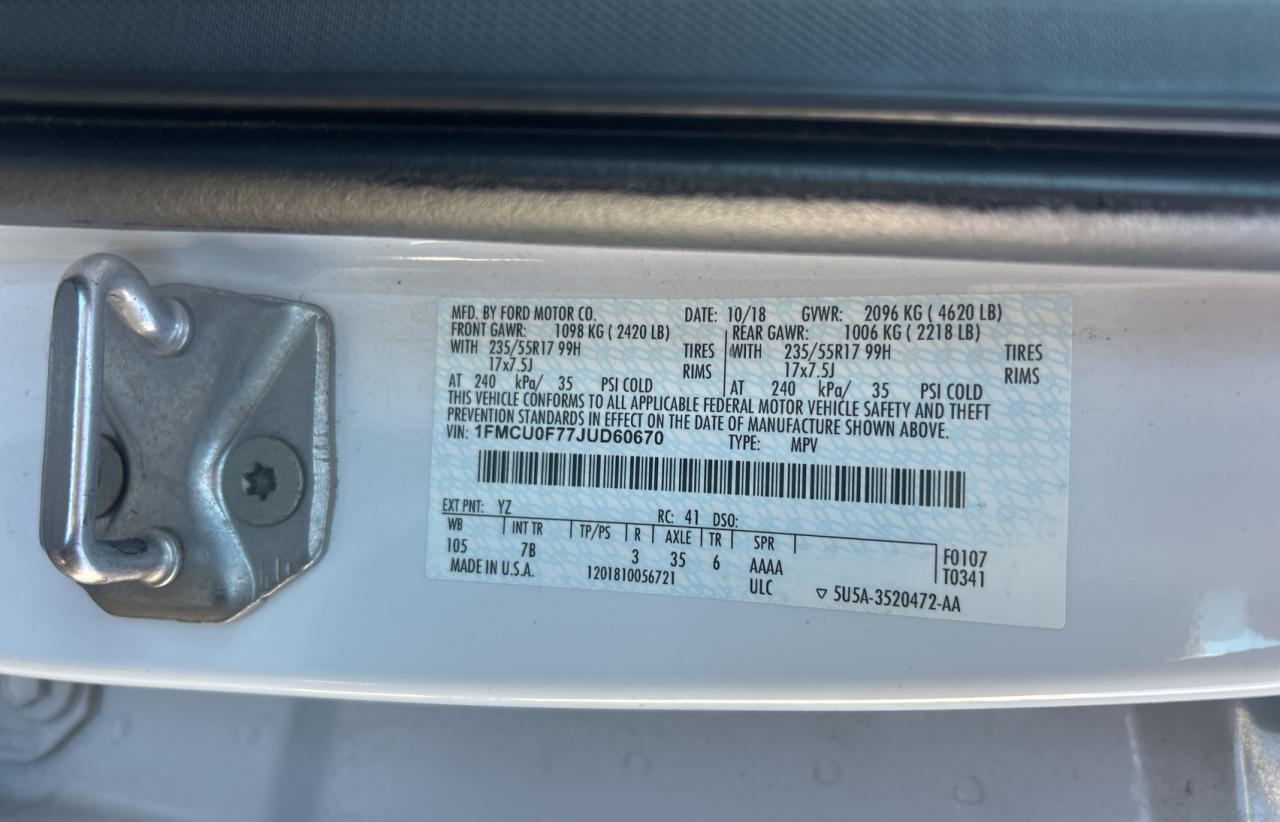 MFD. BY FORD MOTOR CO. DATE: 10/18 GVWR: 2096 KG ( 4620 LB)
FRONT GAWR: 1098 KG ( 2420 LB) REAR GAWR: 1006 KG ( 2218 LB)
WITH 235/55R17 99H TIRES WITH 235/55R17 99H TIRES
17x7.5J RIMS 17x7.5J RIMS
AT 240 kPa/ 35 PSI COLD AT 240 kPa/ 35 PSI COLD
THIS VEHICLE CONFORMS TO ALL APPLICABLE FEDERAL MOTOR VEHICLE SAFETY AND THEFT
PREVENTION STANDARDS IN EFFECT ON THE DATE OF MANUFACTURE SHOWN ABOVE.
VIN: 1FMCU0F77JUD60670 TYPE: MPV
EXT PNT: YZ RC: 41 DSO:
WB INT TR TP/PS R AXLE TR SPR
105 7B 3 35 6 AAAA F0107
MADE IN U.S.A. 1201810056721 ULC T0341
5U5A-3520472-AA